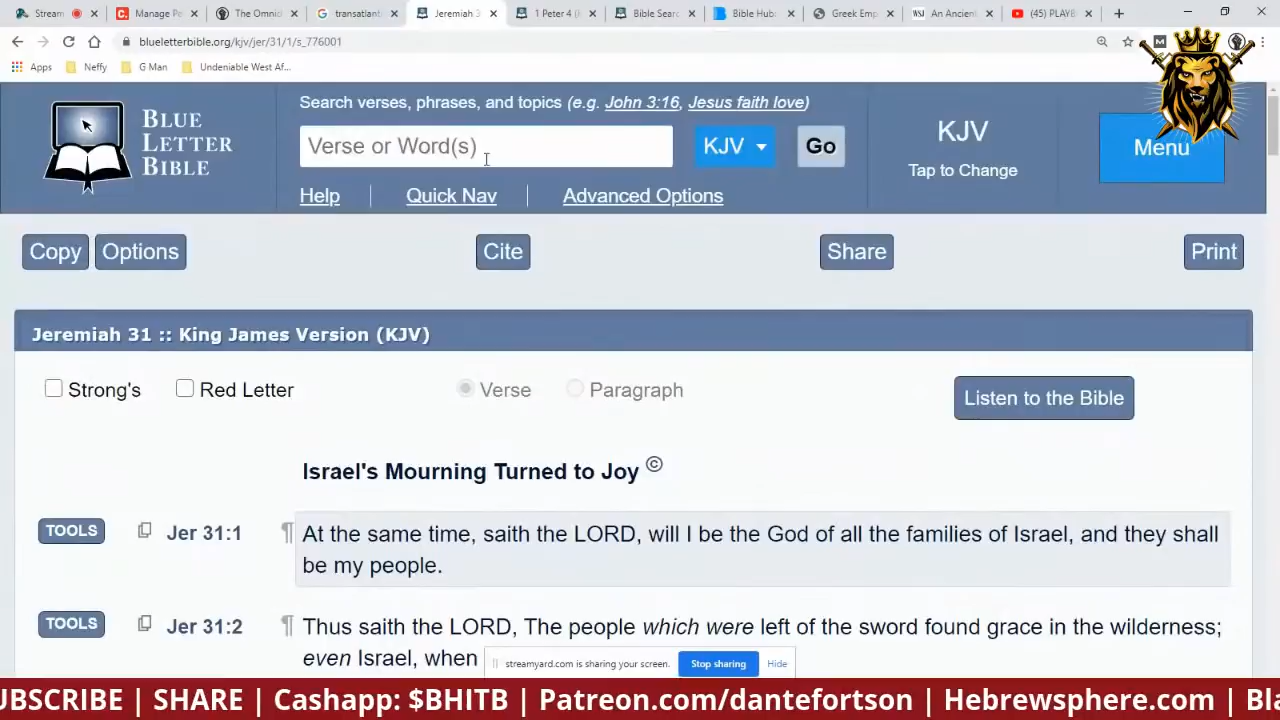 Stream
Manage Pe
The Omnid
transatlanti
Jeremiah 3
1 Peter 4 (K
Bible Searc
Bible Hub:
Greek Emp
WSJ
An Ancient
(45) PLAYB
blueletterbible.org/kjv/jer/31/1/s_776001
Apps
Neffy
G Man
Undeniable West Af...
BLUE
LETTER
BIBLE
Search verses, phrases, and topics (e.g. John 3:16, Jesus faith love)
Verse or Word(s)
KJV
Go
KJV
Tap to Change
Menu
Help
Quick Nav
Advanced Options
Copy
Options
Cite
Share
Print
Jeremiah 31 :: King James Version (KJV)
Strong's
Red Letter
Verse
Paragraph
Listen to the Bible
Israel's Mourning Turned to Joy ©
TOOLS
Jer 31:1
¶ At the same time, saith the LORD, will I be the God of all the families of Israel, and they shall
be my people.
TOOLS
Jer 31:2
¶ Thus saith the LORD, The people which were left of the sword found grace in the wilderness;
even Israel, when
streamyard.com is sharing your screen.
Stop sharing
Hide
UBSCRIBE | SHARE | Cashapp: $BHITB | Patreon.com/dantefortson | Hebrewsphere.com | Bla